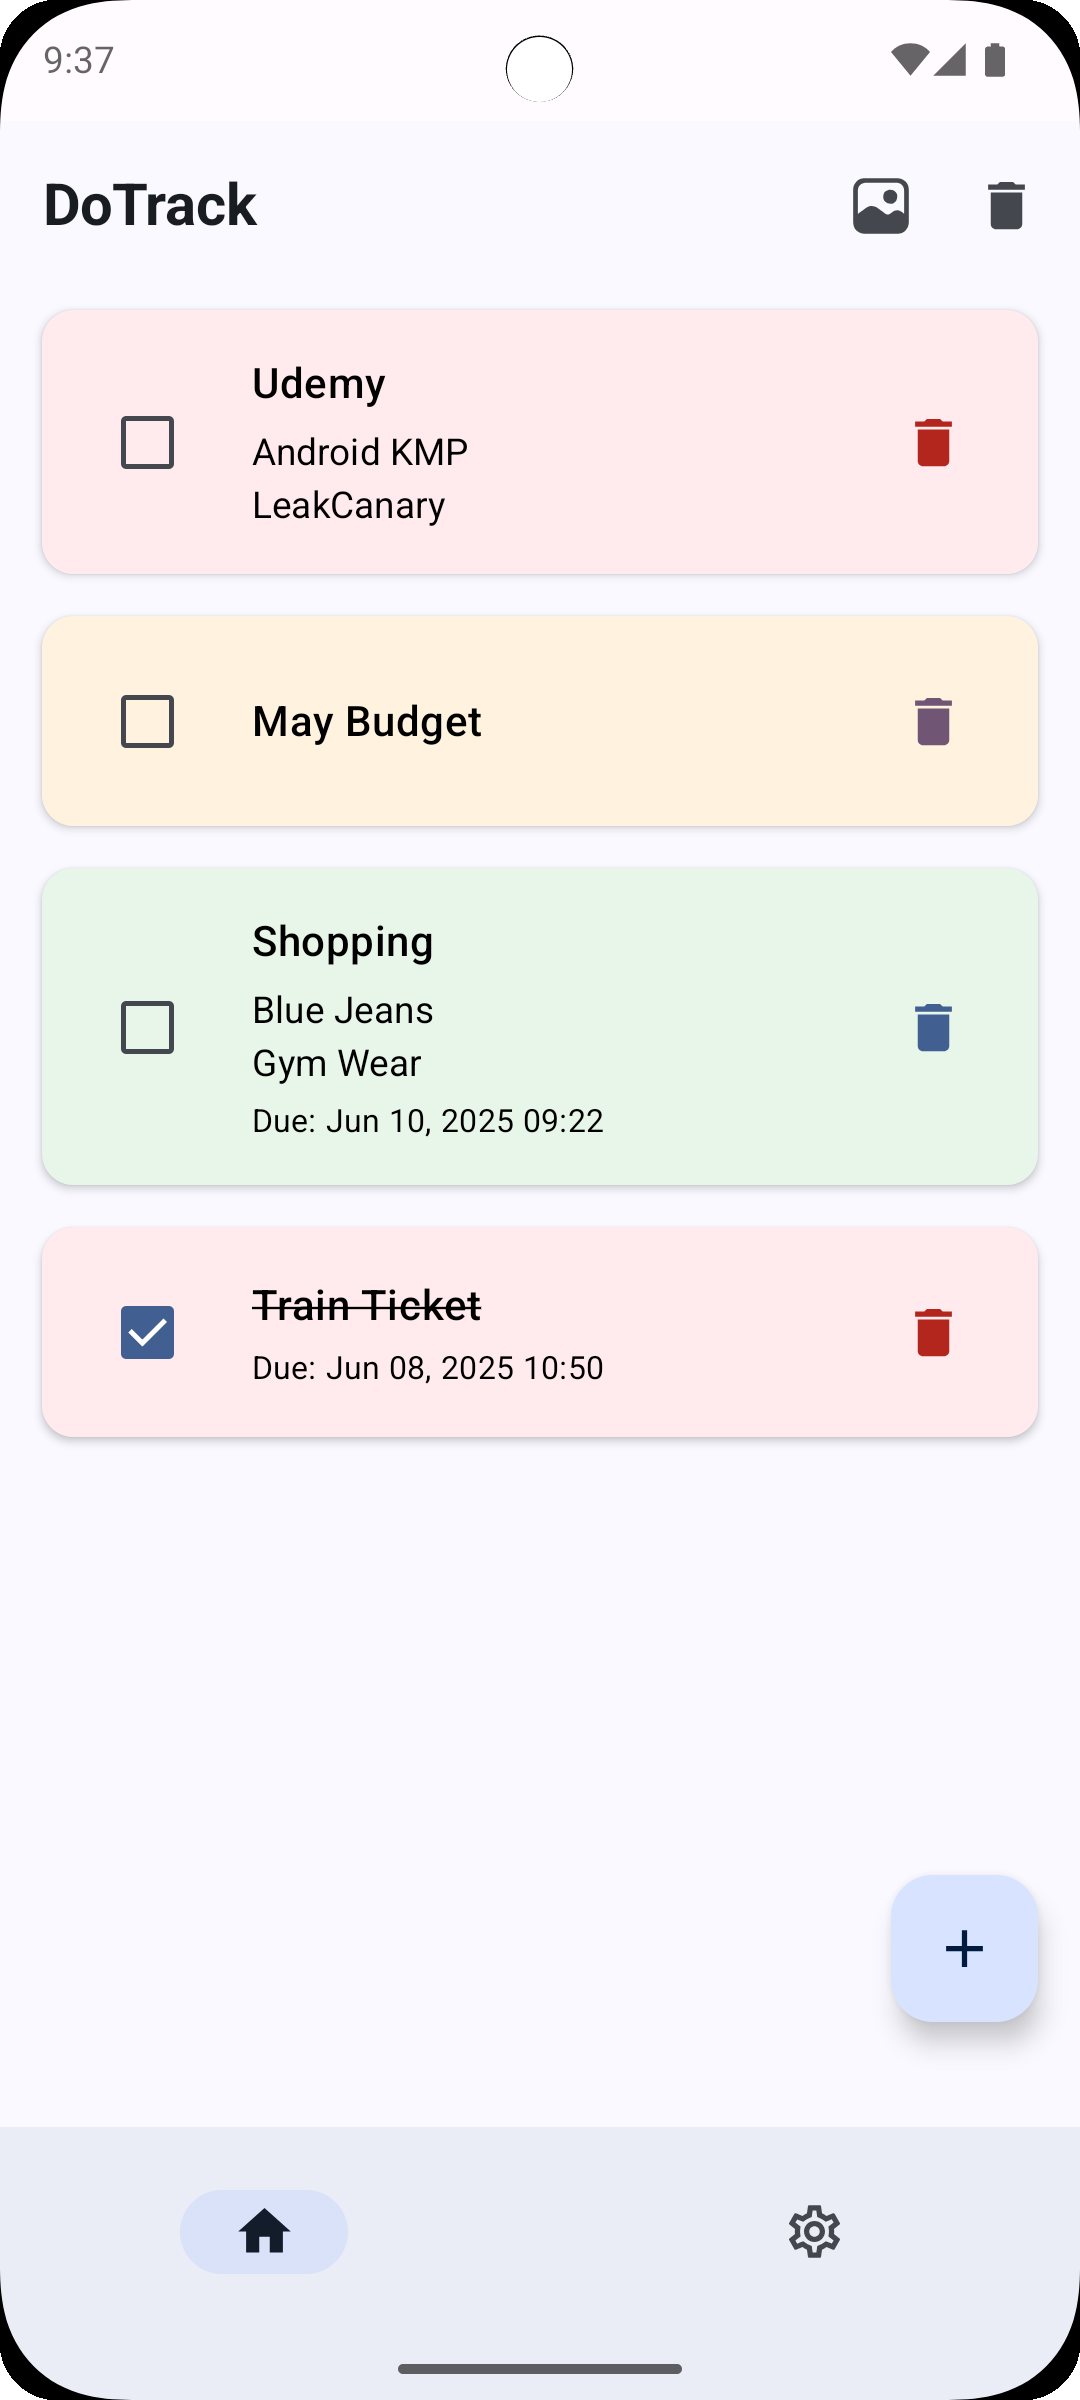 9:37
DoTrack
Udemy
Android KMP
LeakCanary
May Budget
Shopping
Blue Jeans
Gym Wear
Due: Jun 10, 2025 09:22
Train Ticket
Due: Jun 08, 2025 10:50